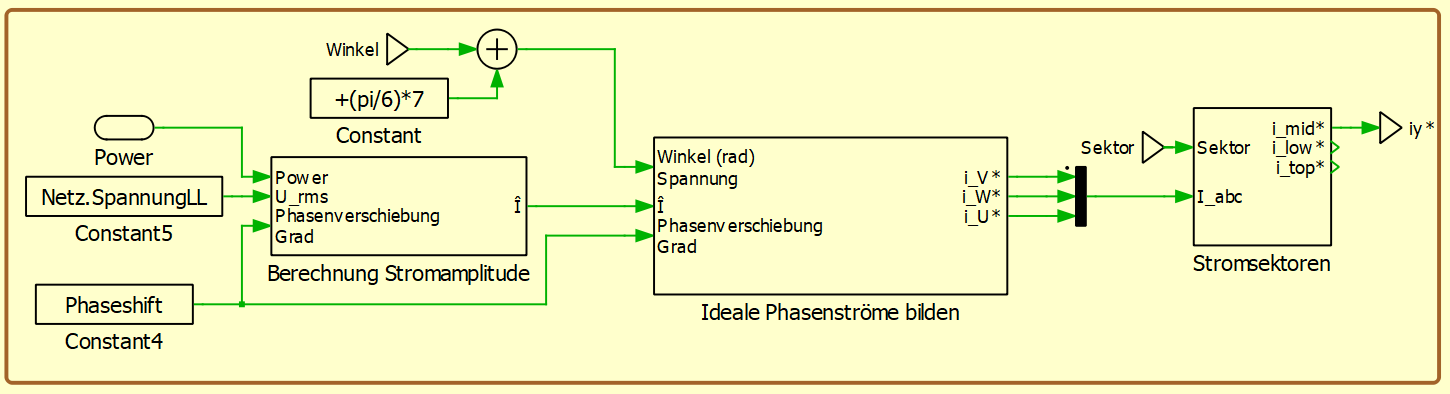 Winkel
+(pi/6)*7
Constant
Power
Netz.SpannungLL
Constant5
Phaseshift
Constant4
Power
U_rms
Phasenverschiebung
Grad
Î
Berechnung Stromamplitude
Winkel (rad)
Spannung
Î
Phasenverschiebung
Grad
i_V*
i_W*
i_U*
Ideale Phasenströme bilden
Sektor
Sektor
I_abc
i_mid*
i_low*
i_top*
Stromsektoren
iy*